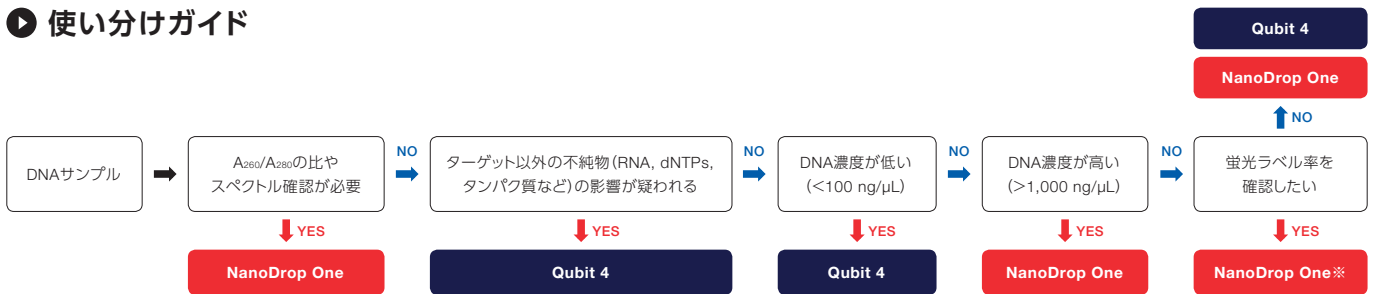 使い分けガイド
Qubit 4
NanoDrop One
NO
DNAサンプル
A260/A280の比や
スペクトル確認が必要
NO
ターゲット以外の不純物（RNA, dNTPs,
タンパク質など）の影響が疑われる
NO
DNA濃度が低い
（<100 ng/μL）
NO
DNA濃度が高い
（>1,000 ng/μL）
NO
蛍光ラベル率を
確認したい
YES
YES
YES
YES
YES
NanoDrop One
Qubit 4
Qubit 4
NanoDrop One
NanoDrop One※